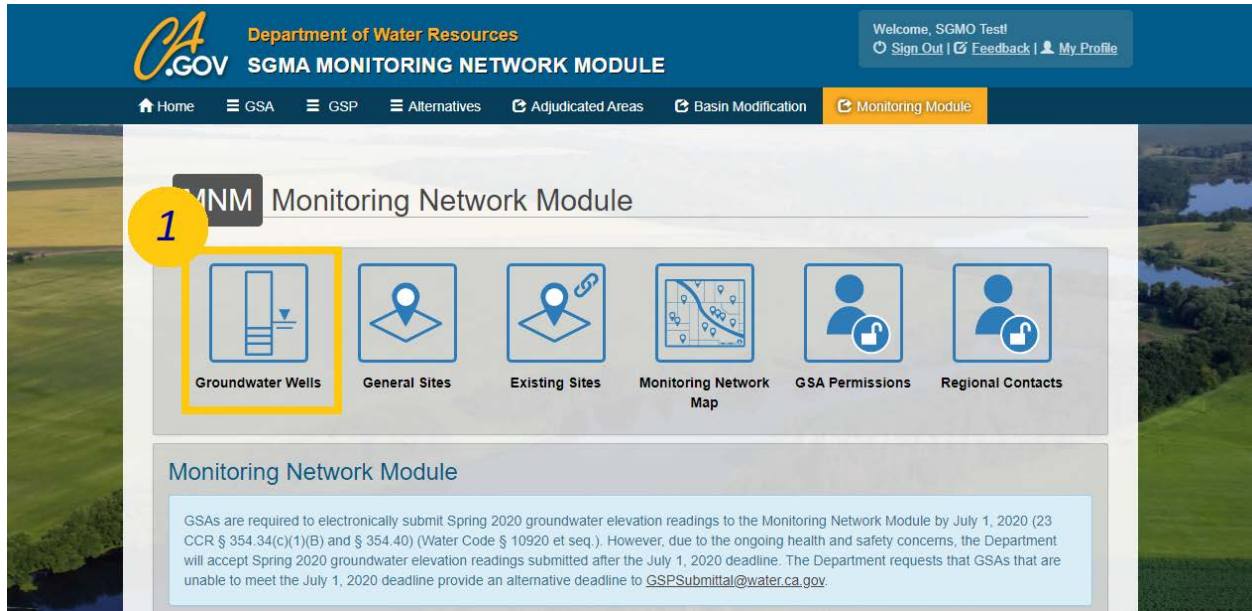 CA
.GOV
Department of Water Resources
SGMA MONITORING NETWORK MODULE
Welcome, SGMO Test!
Sign Out | Feedback | My Profile
Home GSA GSP Alternatives Adjudicated Areas Basin Modification Monitoring Module
1
MNM Monitoring Network Module
Groundwater Wells
General Sites
Existing Sites
Monitoring Network
Map
GSA Permissions
Regional Contacts
Monitoring Network Module
GSAs are required to electronically submit Spring 2020 groundwater elevation readings to the Monitoring Network Module by July 1, 2020 (23
CCR § 354.34(c)(1)(B) and § 354.40) (Water Code § 10920 et seq.). However, due to the ongoing health and safety concerns, the Department
will accept Spring 2020 groundwater elevation readings submitted after the July 1, 2020 deadline. The Department requests that GSAs that are
unable to meet the July 1, 2020 deadline provide an alternative deadline to GSPSubmittal@water.ca.gov.